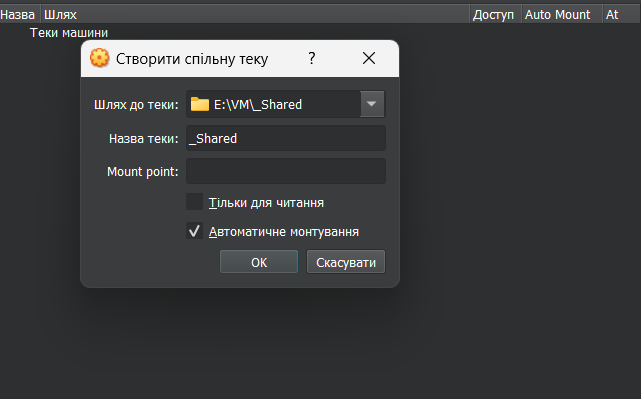 Назва Шлях Доступ Auto Mount At
Теки машини
Створити спільну теку ?
Шлях до теки: E:\VM\_Shared
Назва теки: _Shared
Mount point:
Тільки для читання
Автоматичне монтування
ОК Скасувати